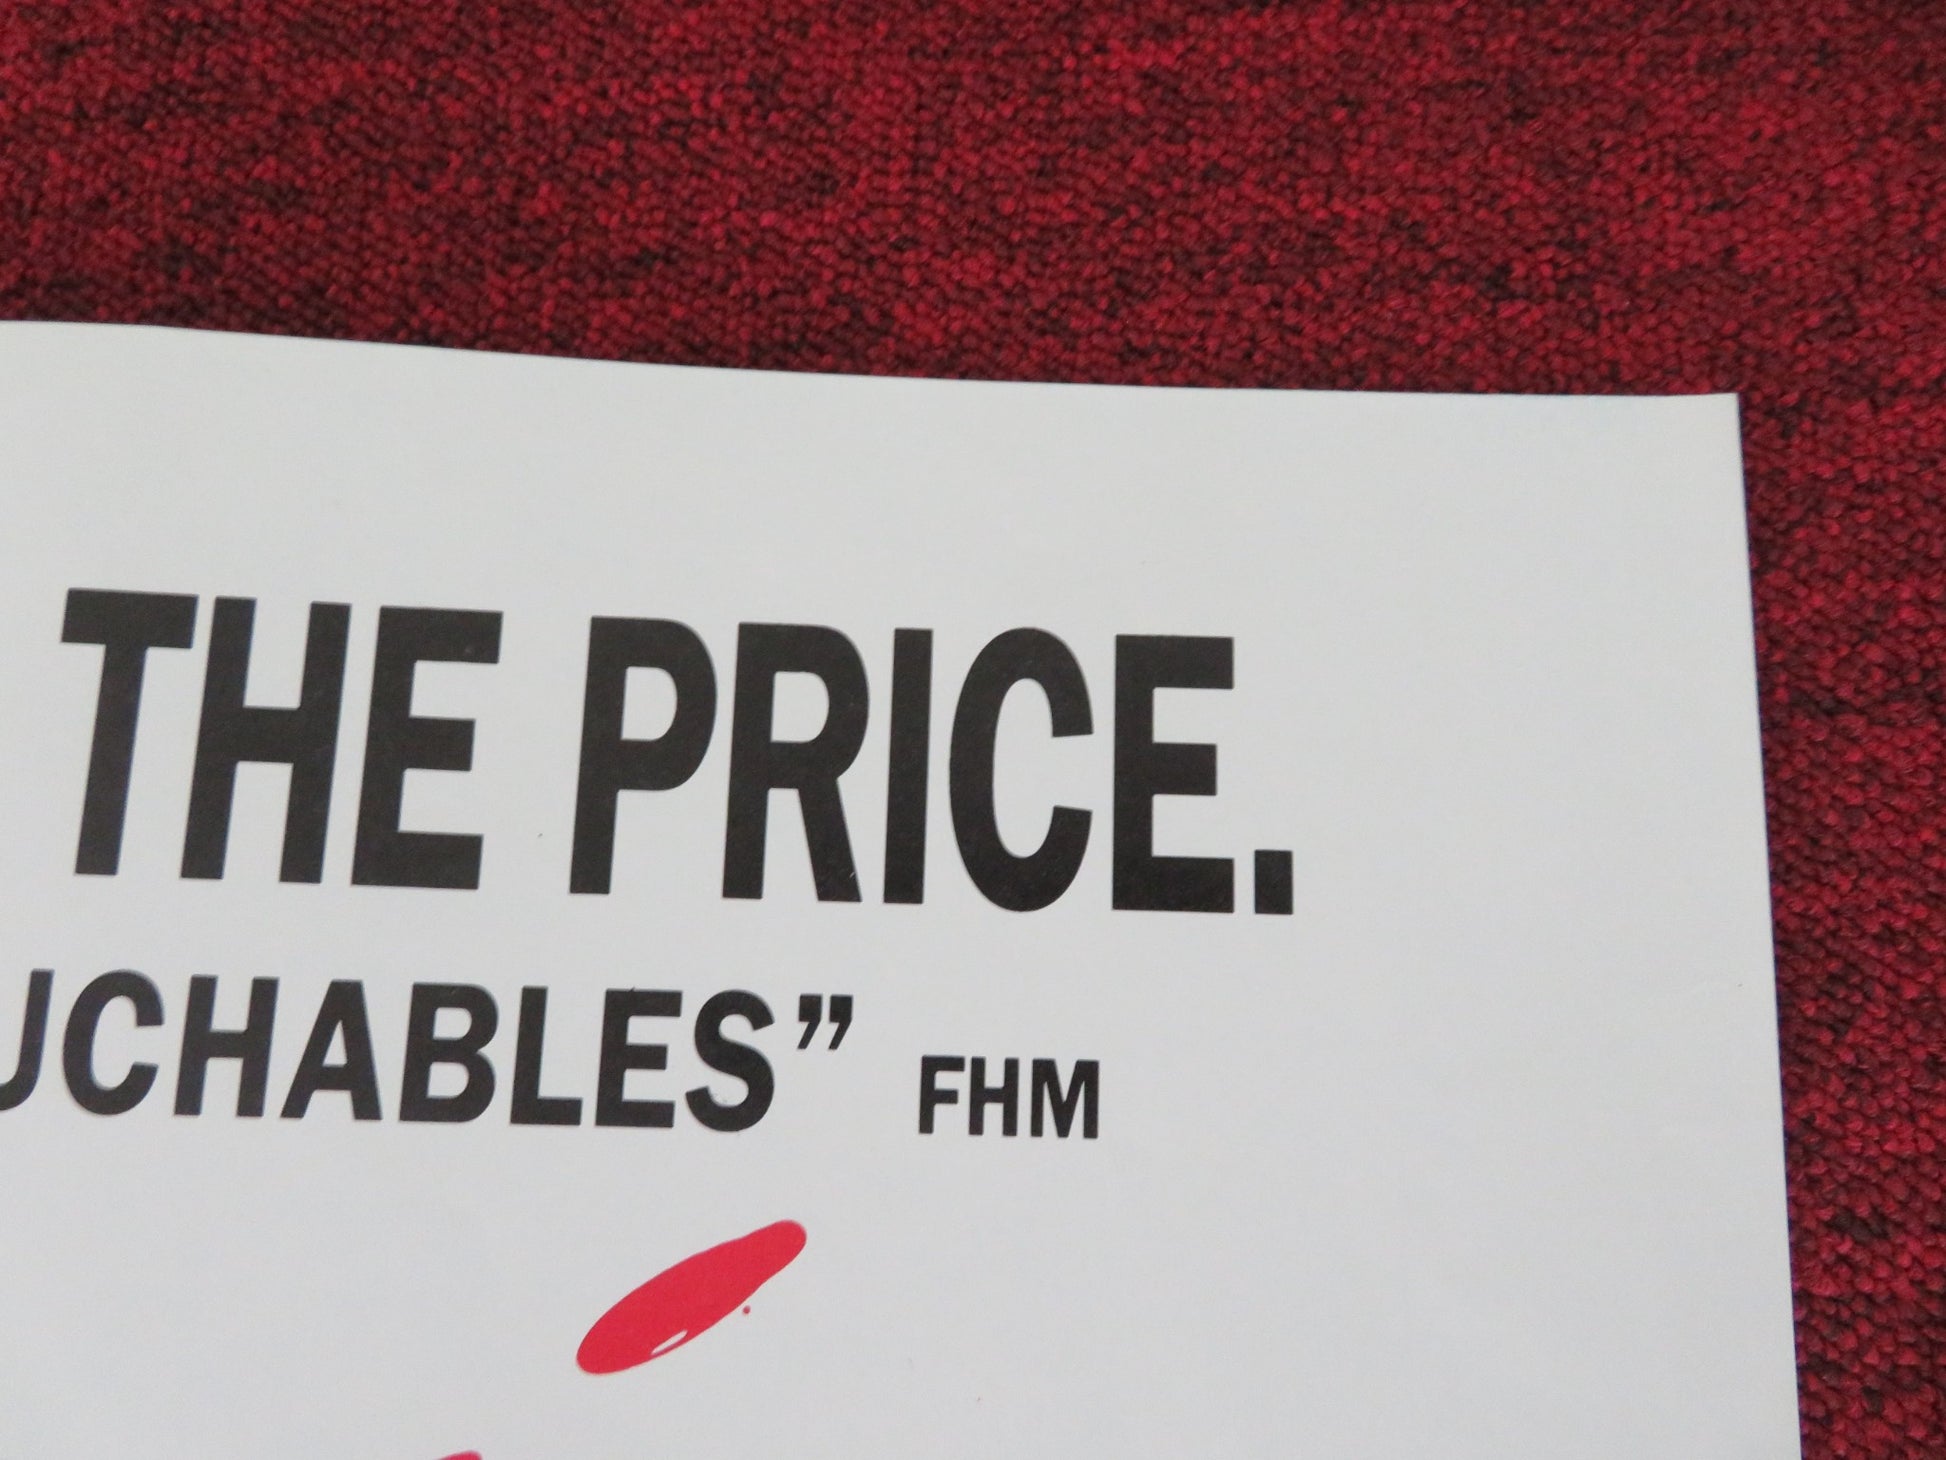 THE PRICE.
UCHABLES” FHM